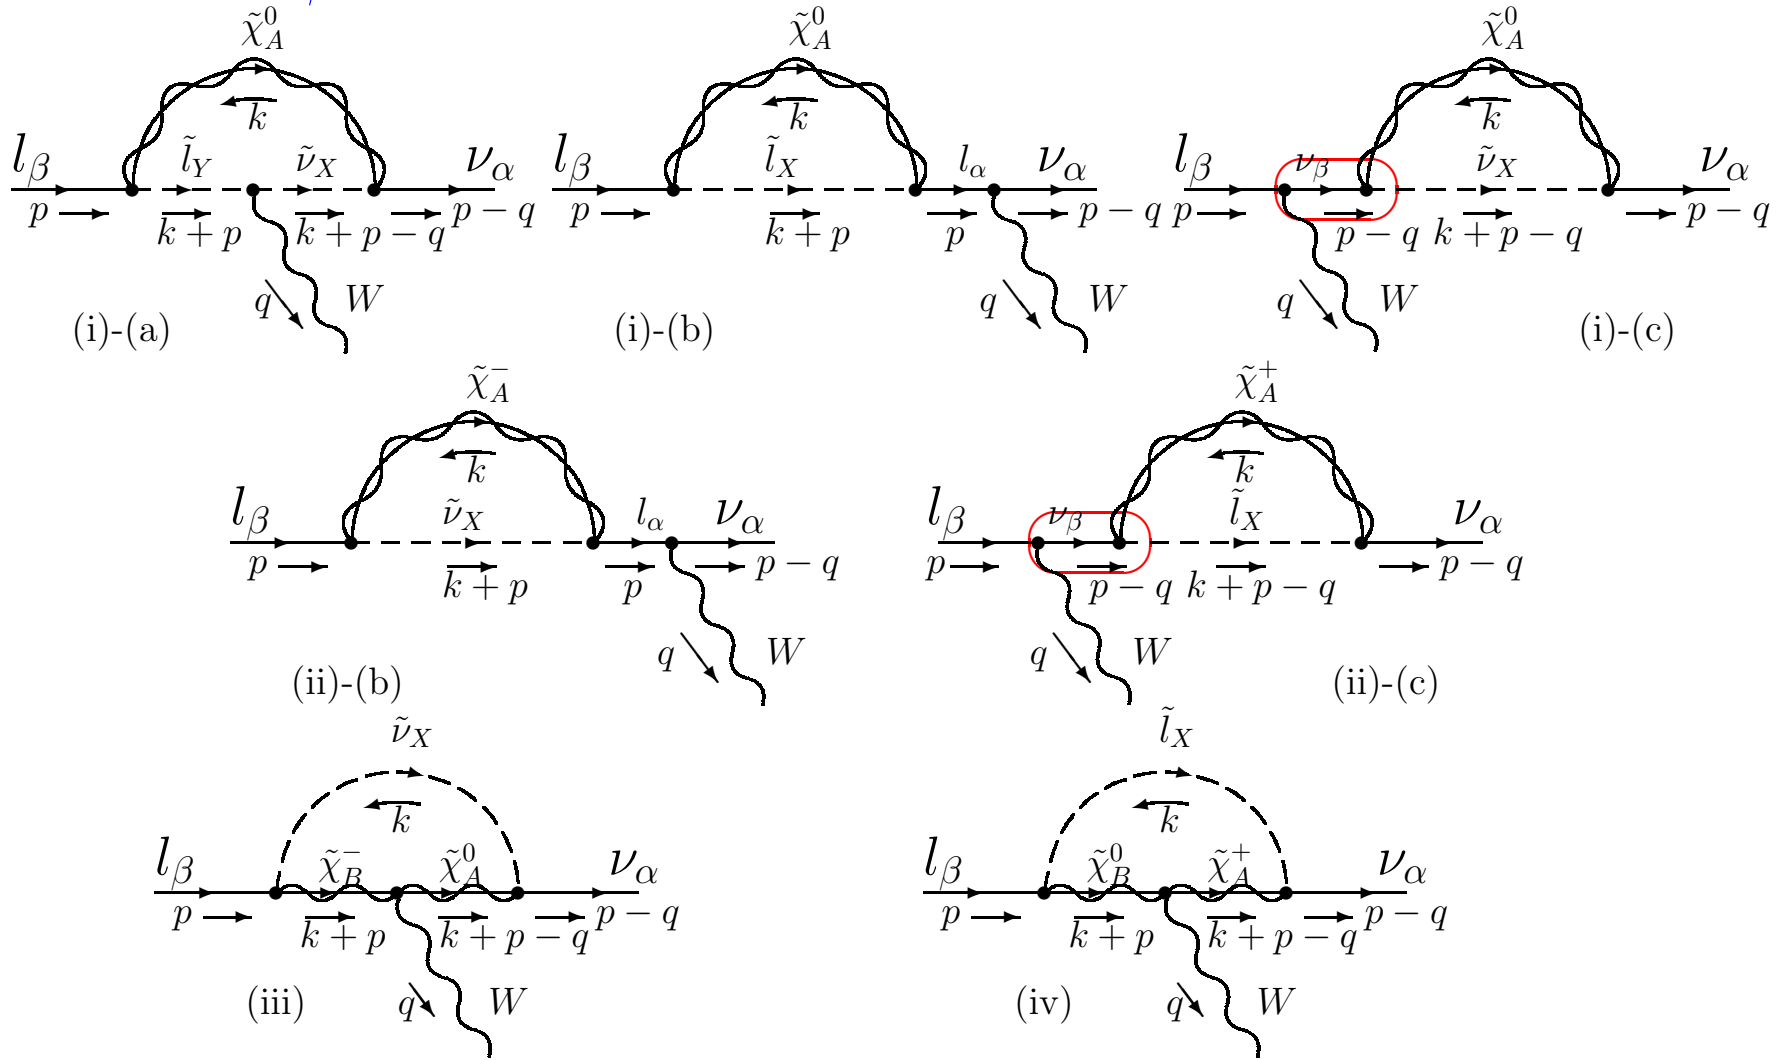 χ̃⁰_A χ̃⁰_A χ̃⁰_A
k k k
l_β l̃_Y ν̃_X ν_α l_β l̃_X l_α ν_α l_β ν_β ν̃_X ν_α
p k + p k + p − q p − q p k + p p p − q p p − q k + p − q p − q
q W q W q W
(i)-(a) (i)-(b) (i)-(c)
χ̃⁻_A χ̃⁺_A
k k
l_β ν̃_X l_α ν_α l_β ν_β l̃_X ν_α
p k + p p p − q p p − q k + p − q p − q
q W q W
(ii)-(b) (ii)-(c)
ν̃_X l̃_X
k k
l_β χ̃⁻_B χ̃⁰_A ν_α l_β χ̃⁰_B χ̃⁺_A ν_α
p k + p k + p − q p − q p k + p k + p − q p − q
(iii) q W (iv) q W